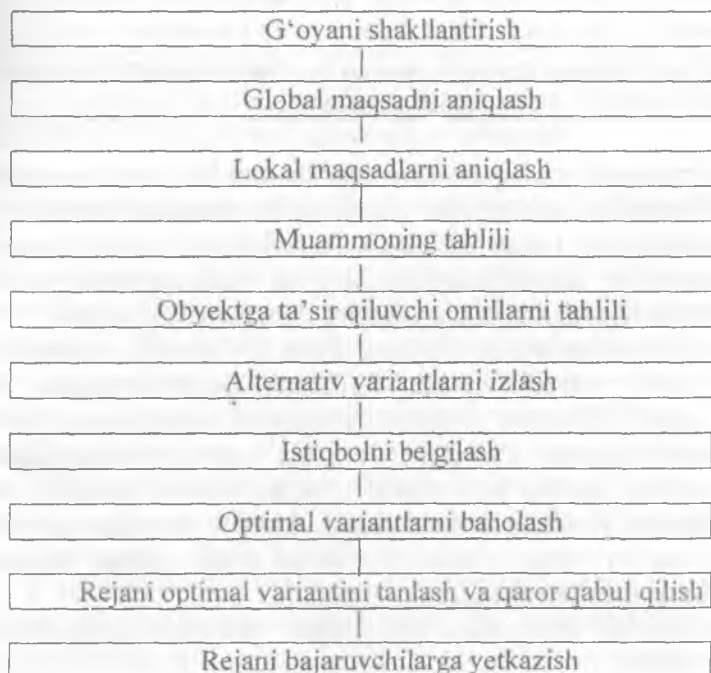 G‘oyani shakllantirish
Global maqsadni aniqlash
Lokal maqsadlarni aniqlash
Muammoning tahlili
Obyektga ta’sir qiluvchi omillarni tahlili
Alternativ variantlarni izlash
Istiqbolni belgilash
Optimal variantlarni baholash
Rejani optimal variantini tanlash va qaror qabul qilish
Rejani bajaruvchilarga yetkazish